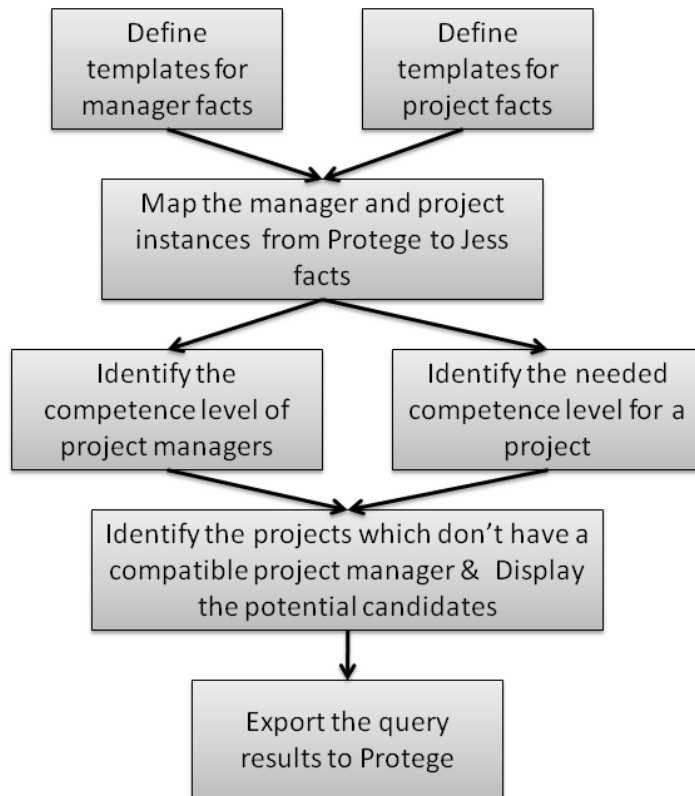 Define
templates for
manager facts
Define
templates for
project facts
Map the manager and project
instances from Protege to Jess
facts
Identify the
competence level of
project managers
Identify the needed
competence level for a
project
Identify the projects which don't have a
compatible project manager & Display
the potential candidates
Export the query
results to Protege